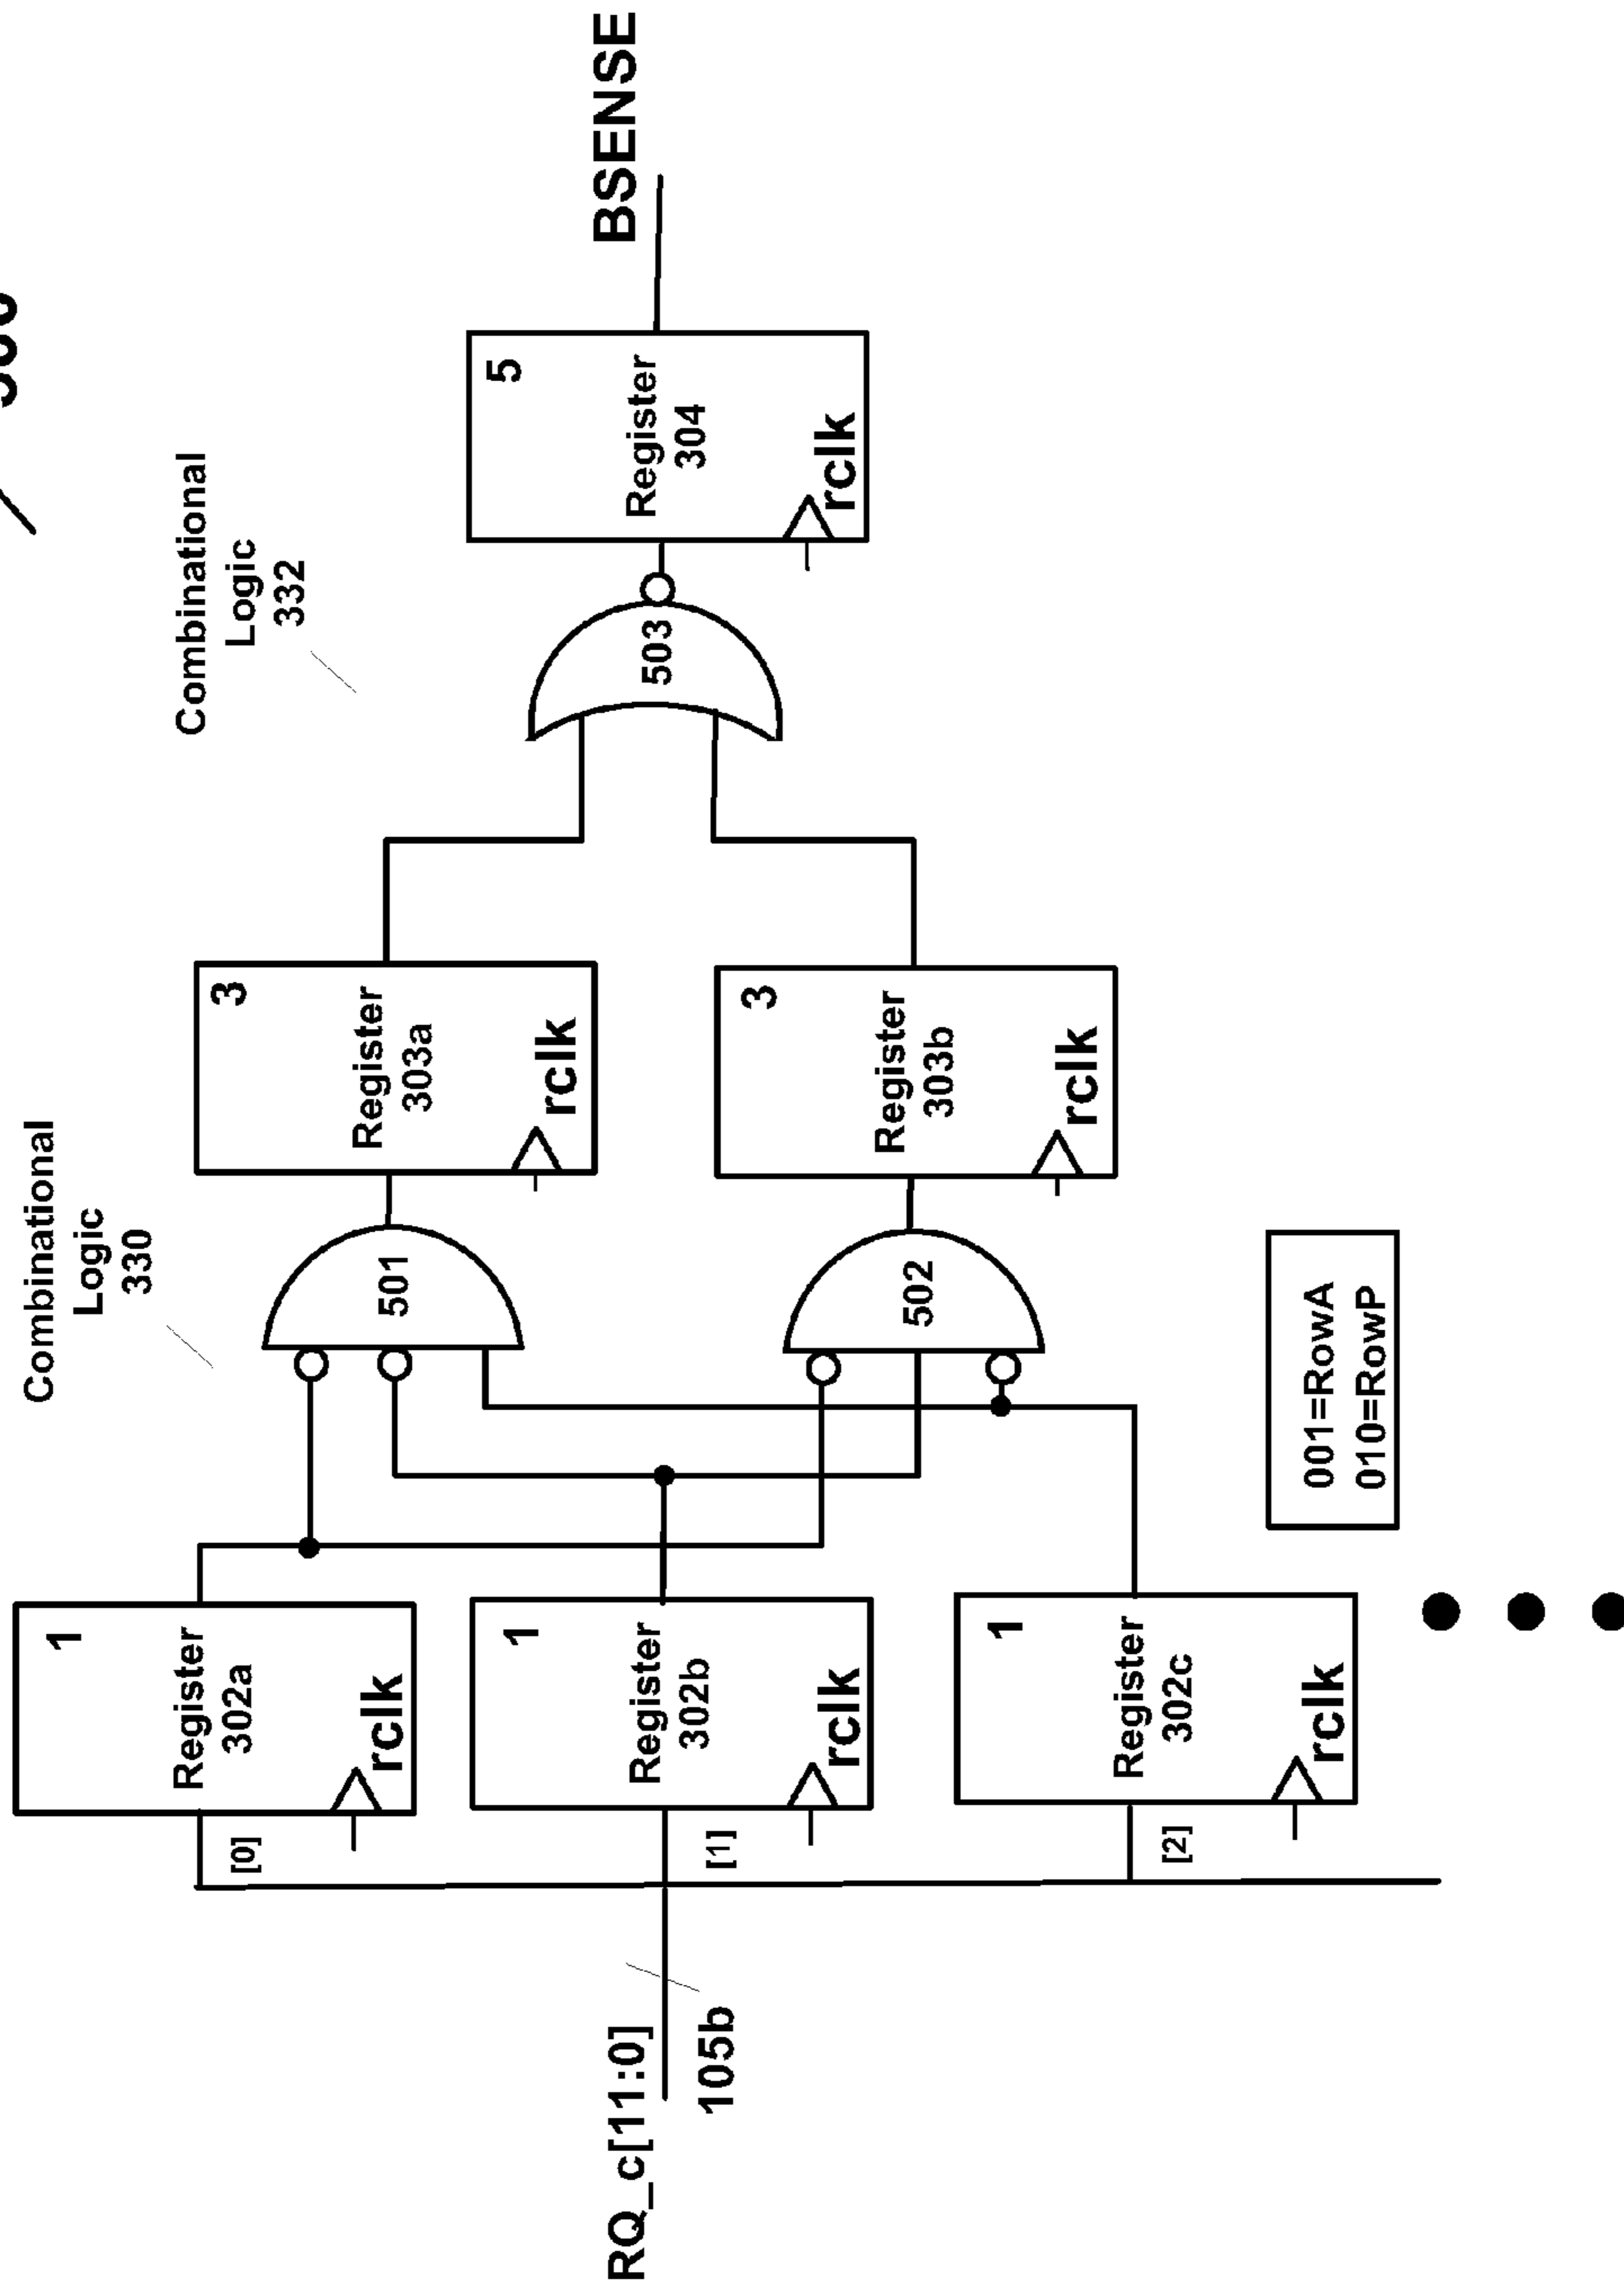 Combinational
Logic
330
Combinational
Logic
332
1
Register
302a
rclk
[0]
1
Register
302b
rclk
[1]
1
Register
302c
rclk
[2]
RQ_c[11:0]
105b
501
502
3
Register
303a
rclk
3
Register
303b
rclk
503
5
Register
304
rclk
BSENSE
001=RowA
010=RowP